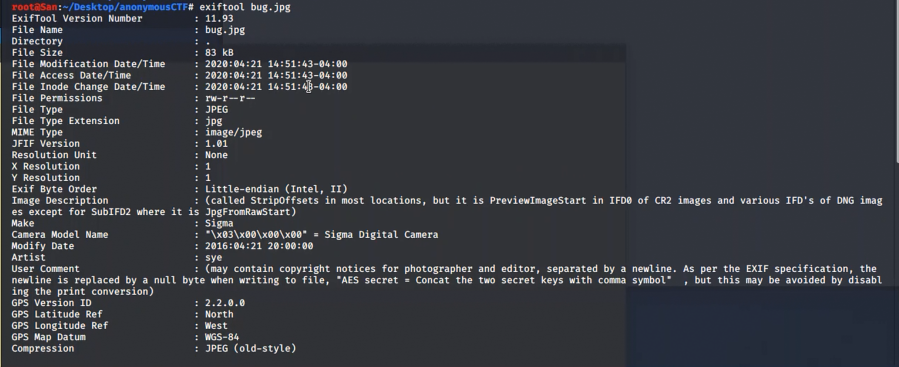 root@San:~/Desktop/anonymousCTF# exiftool bug.jpg
ExifTool Version Number : 11.93
File Name : bug.jpg
Directory : .
File Size : 83 kB
File Modification Date/Time : 2020:04:21 14:51:43-04:00
File Access Date/Time : 2020:04:21 14:51:43-04:00
File Inode Change Date/Time : 2020:04:21 14:51:43-04:00
File Permissions : rw-r--r--
File Type : JPEG
File Type Extension : jpg
MIME Type : image/jpeg
JFIF Version : 1.01
Resolution Unit : None
X Resolution : 1
Y Resolution : 1
Exif Byte Order : Little-endian (Intel, II)
Image Description : (called StripOffsets in most locations, but it is PreviewImageStart in IFD0 of CR2 images and various IFD's of DNG imag
es except for SubIFD2 where it is JpgFromRawStart)
Make : Sigma
Camera Model Name : "\x03\x00\x00\x00" = Sigma Digital Camera
Modify Date : 2016:04:21 20:00:00
Artist : sye
User Comment : (may contain copyright notices for photographer and editor, separated by a newline. As per the EXIF specification, the
newline is replaced by a null byte when writing to file, "AES secret = Concat the two secret keys with comma symbol" , but this may be avoided by disabl
ing the print conversion)
GPS Version ID : 2.2.0.0
GPS Latitude Ref : North
GPS Longitude Ref : West
GPS Map Datum : WGS-84
Compression : JPEG (old-style)